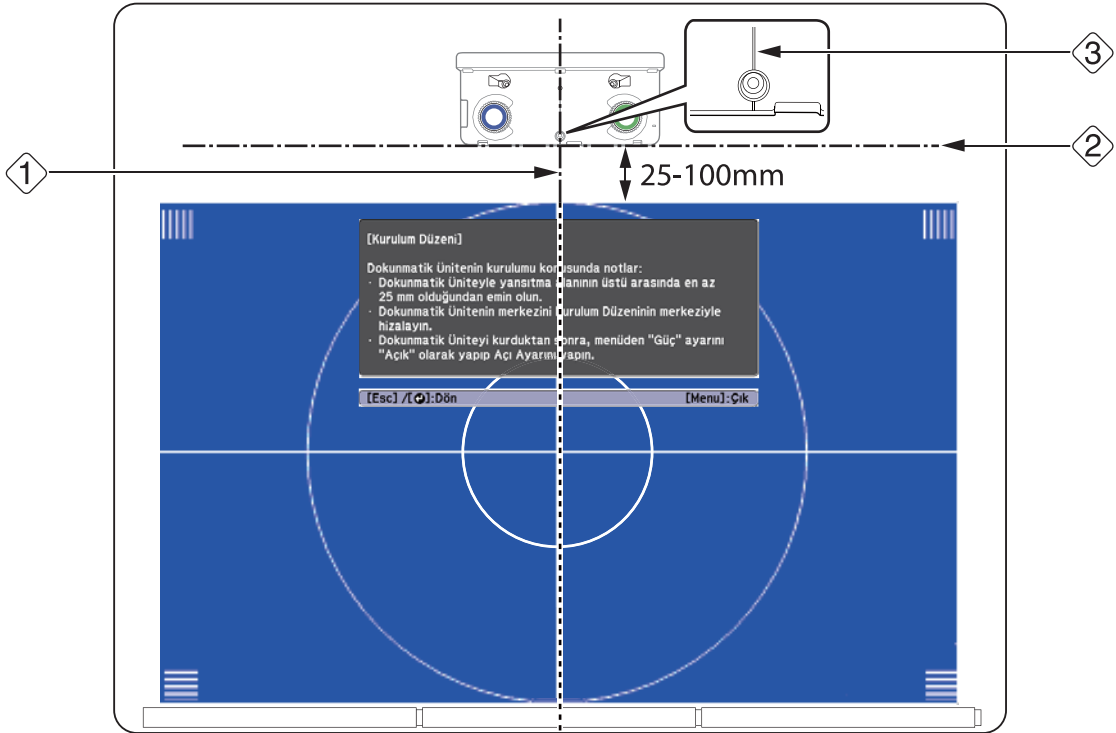 3
2
1
25-100mm
[Kurulum Düzeni]
Dokunmatik Ünitenin kurulumu konusunda notlar:
· Dokunmatik Üniteyle yansıtma alanının üstü arasında en az
25 mm olduğundan emin olun.
· Dokunmatik Ünitenin merkezini Kurulum Düzeninin merkeziyle
hizalayın.
· Dokunmatik Üniteyi kurduktan sonra, menüden "Güç" ayarını
"Açık" olarak yapıp Açı Ayarını yapın.
[Esc] /[⏎]:Dön [Menu]:Çık